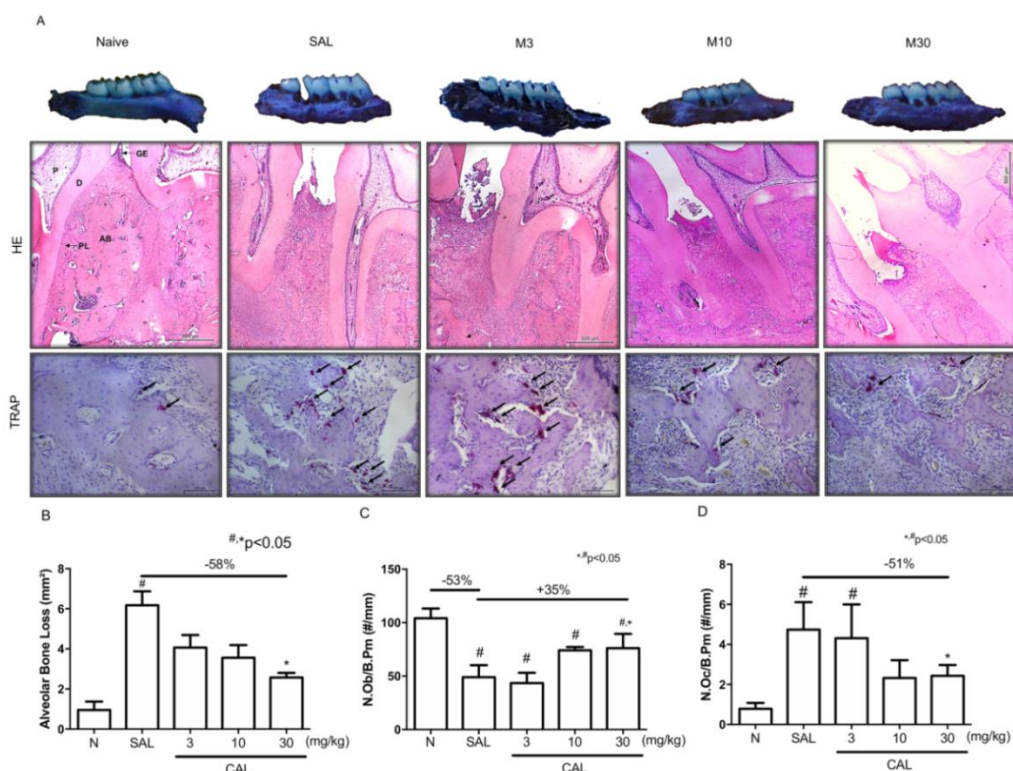 A
Naive SAL M3 M10 M30
HE
GE
P
D
AB
PL
TRAP
B
#,*p<0.05
-58%
Alveolar Bone Loss (mm²)
8
6
4
2
0
#
*
N SAL 3 10 30 (mg/kg)
CAL
C
*,#p<0.05
-53%
+35%
N.Ob/B.Pm (#/mm)
150
100
50
0
#
#
#
#,*
N SAL 3 10 30 (mg/kg)
CAL
D
*,#p<0.05
-51%
N.Oc/B.Pm (#/mm)
8
6
4
2
0
#
#
*
N SAL 3 10 30 (mg/kg)
CAL